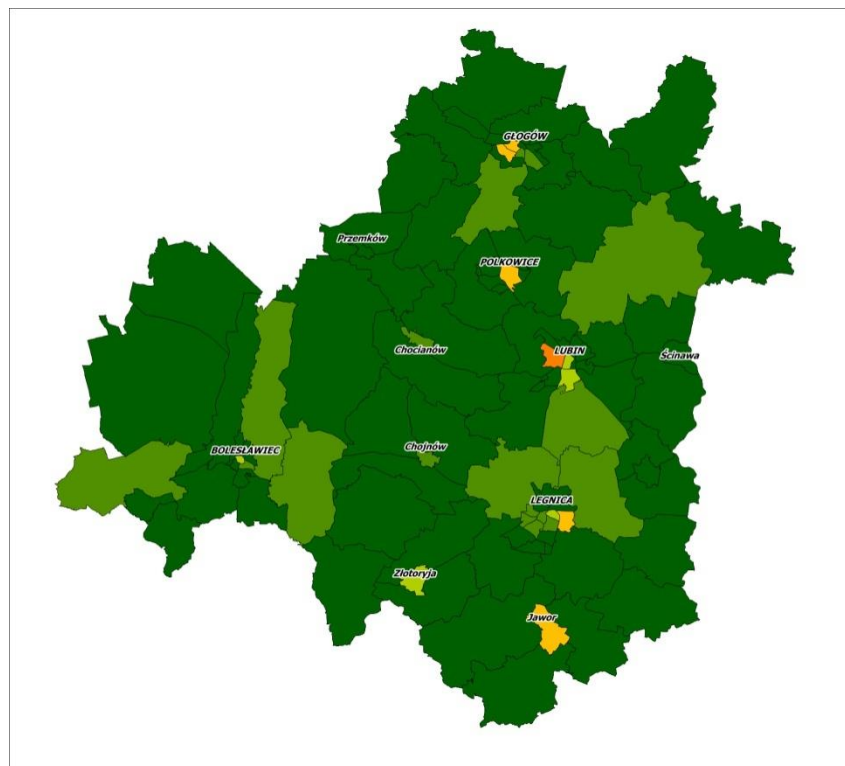 GŁOGÓW
Przemków
POLKOWICE
Chocianów
LUBIN
Ścinawa
BOLESŁAWIEC
Chojnów
LEGNICA
Złotoryja
Jawor